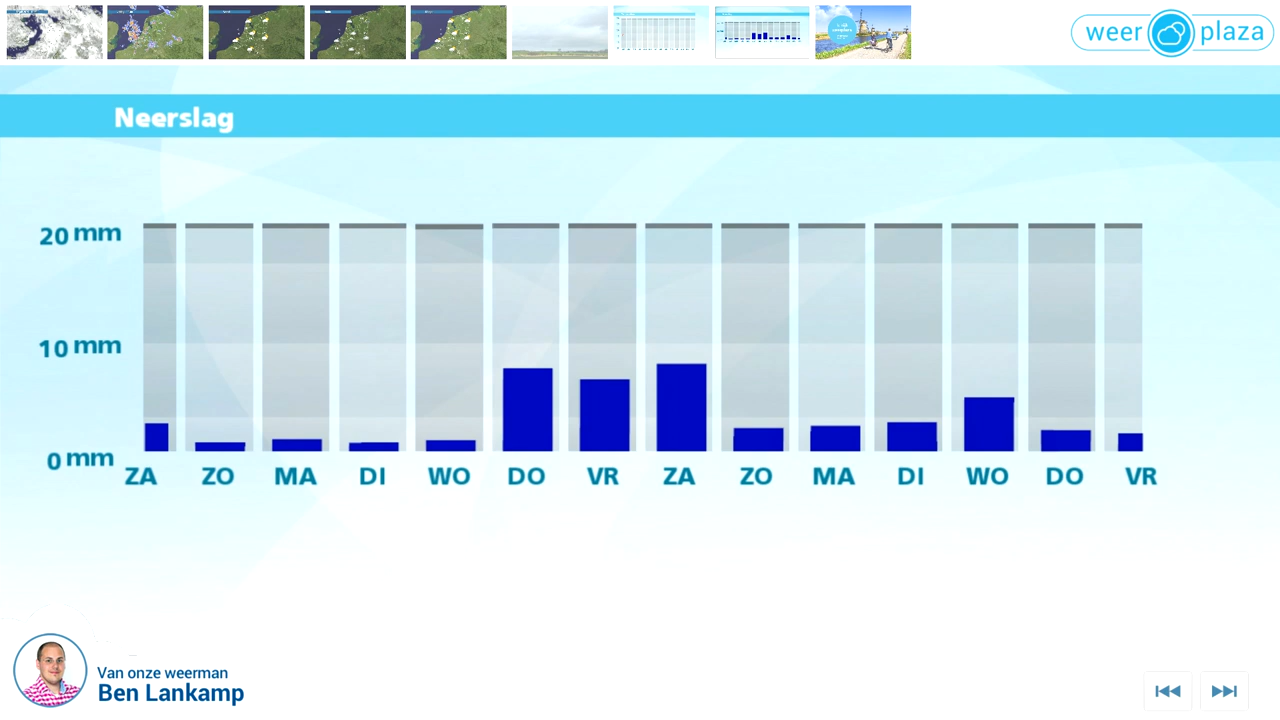 weer plaza
Neerslag
20 mm
10 mm
0 mm
ZA ZO MA DI WO DO VR ZA ZO MA DI WO DO VR
Van onze weerman
Ben Lankamp